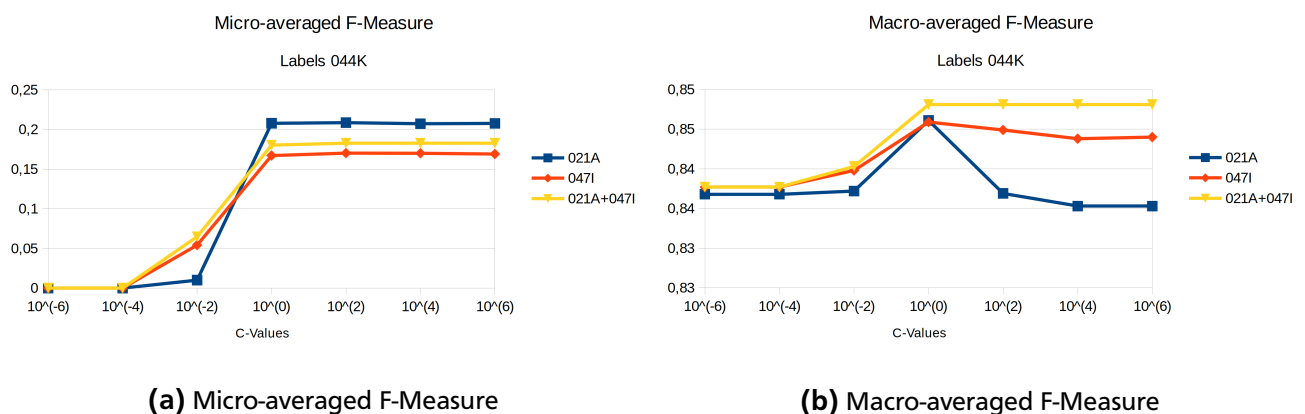 Micro-averaged F-Measure
Labels 044K
0,25
0,2
0,15
0,1
0,05
0
10^(-6) 10^(-4) 10^(-2) 10^(0) 10^(2) 10^(4) 10^(6)
C-Values
021A
047I
021A+047I
(a) Micro-averaged F-Measure
Macro-averaged F-Measure
Labels 044K
0,85
0,85
0,84
0,84
0,83
0,83
10^(-6) 10^(-4) 10^(-2) 10^(0) 10^(2) 10^(4) 10^(6)
C-Values
021A
047I
021A+047I
(b) Macro-averaged F-Measure